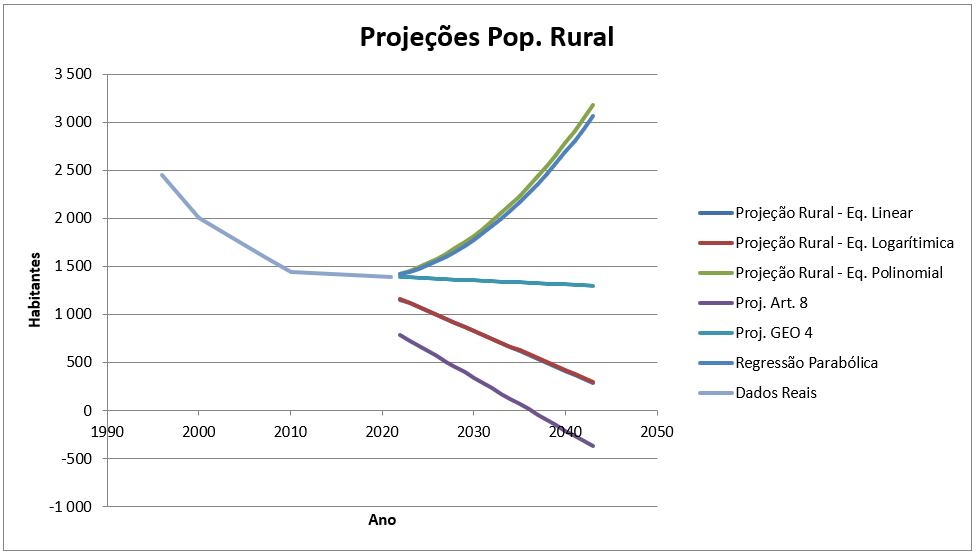 Projeções Pop. Rural
3 500
3 000
2 500
2 000
1 500
1 000
500
0
-500
-1 000
1990
2000
2010
2020
2030
2040
2050
Habitantes
Ano
Projeção Rural - Eq. Linear
Projeção Rural - Eq. Logarítimica
Projeção Rural - Eq. Polinomial
Proj. Art. 8
Proj. GEO 4
Regressão Parabólica
Dados Reais